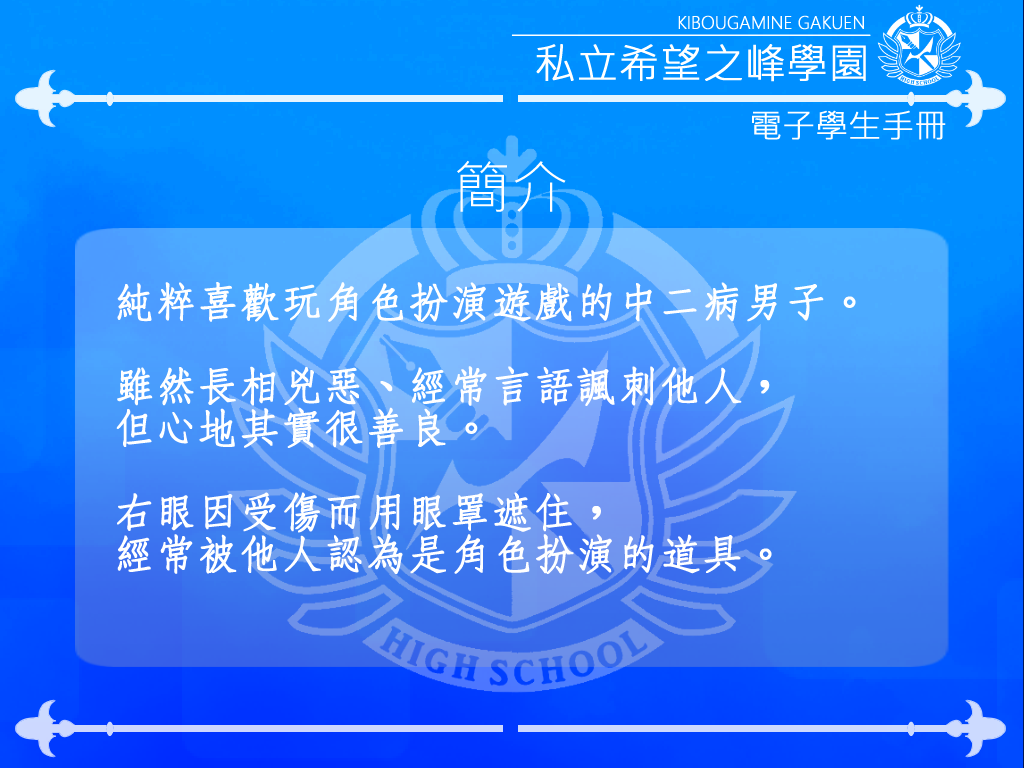 KIBOUGAMINE GAKUEN
私立希望之峰學園
HIGH SCHOOL
電子學生手冊
簡介
純粹喜歡玩角色扮演遊戲的中二病男子。
雖然長相兇惡、經常言語諷刺他人，
但心地其實很善良。
右眼因受傷而用眼罩遮住，
經常被他人認為是角色扮演的道具。
HIGH SCHOOL